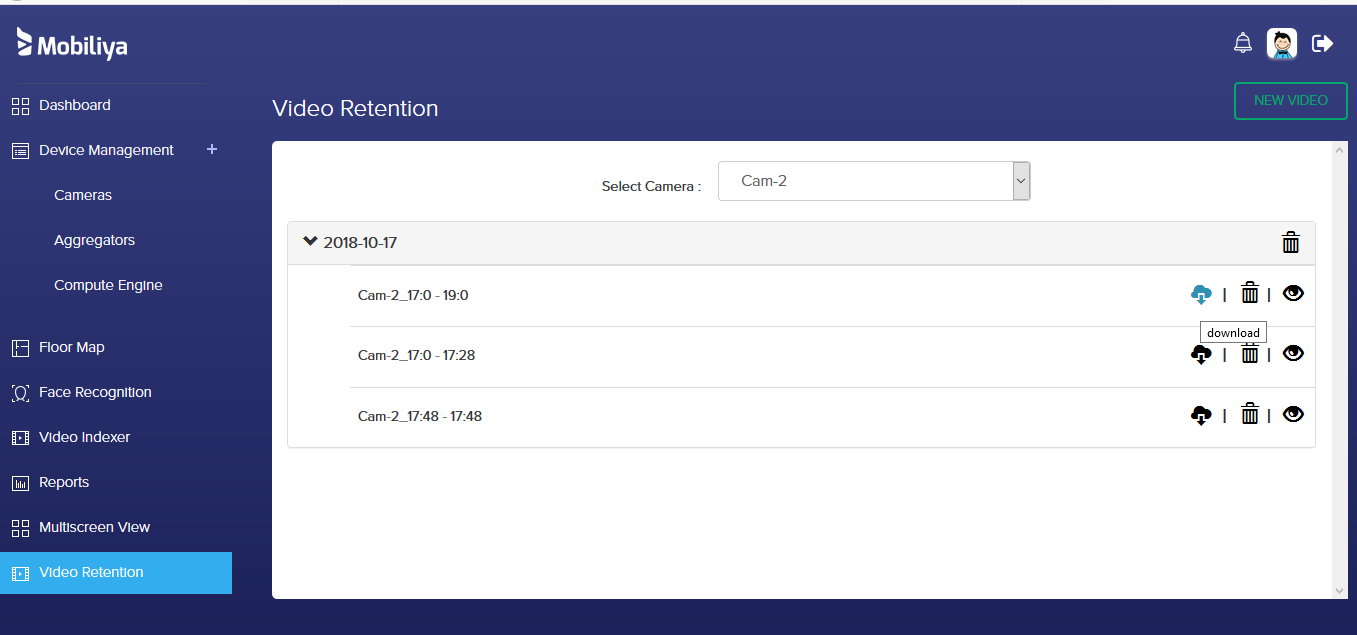 Mobiliya
Dashboard
Device Management +
Cameras
Aggregators
Compute Engine
Floor Map
Face Recognition
Video Indexer
Reports
Multiscreen View
Video Retention
Video Retention
NEW VIDEO
Select Camera :
Cam-2
2018-10-17
Cam-2_17:0 - 19:0
|
|
download
Cam-2_17:0 - 17:28
|
|
Cam-2_17:48 - 17:48
|
|